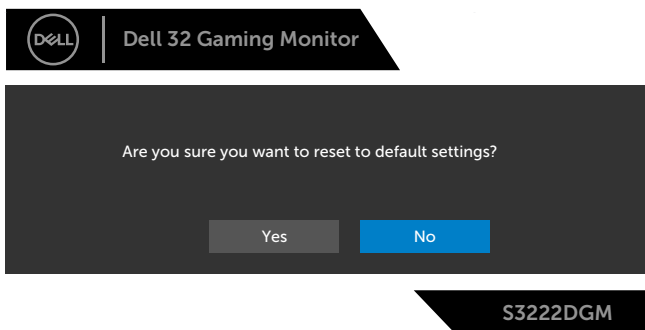 DELL
Dell 32 Gaming Monitor
Are you sure you want to reset to default settings?
Yes
No
S3222DGM